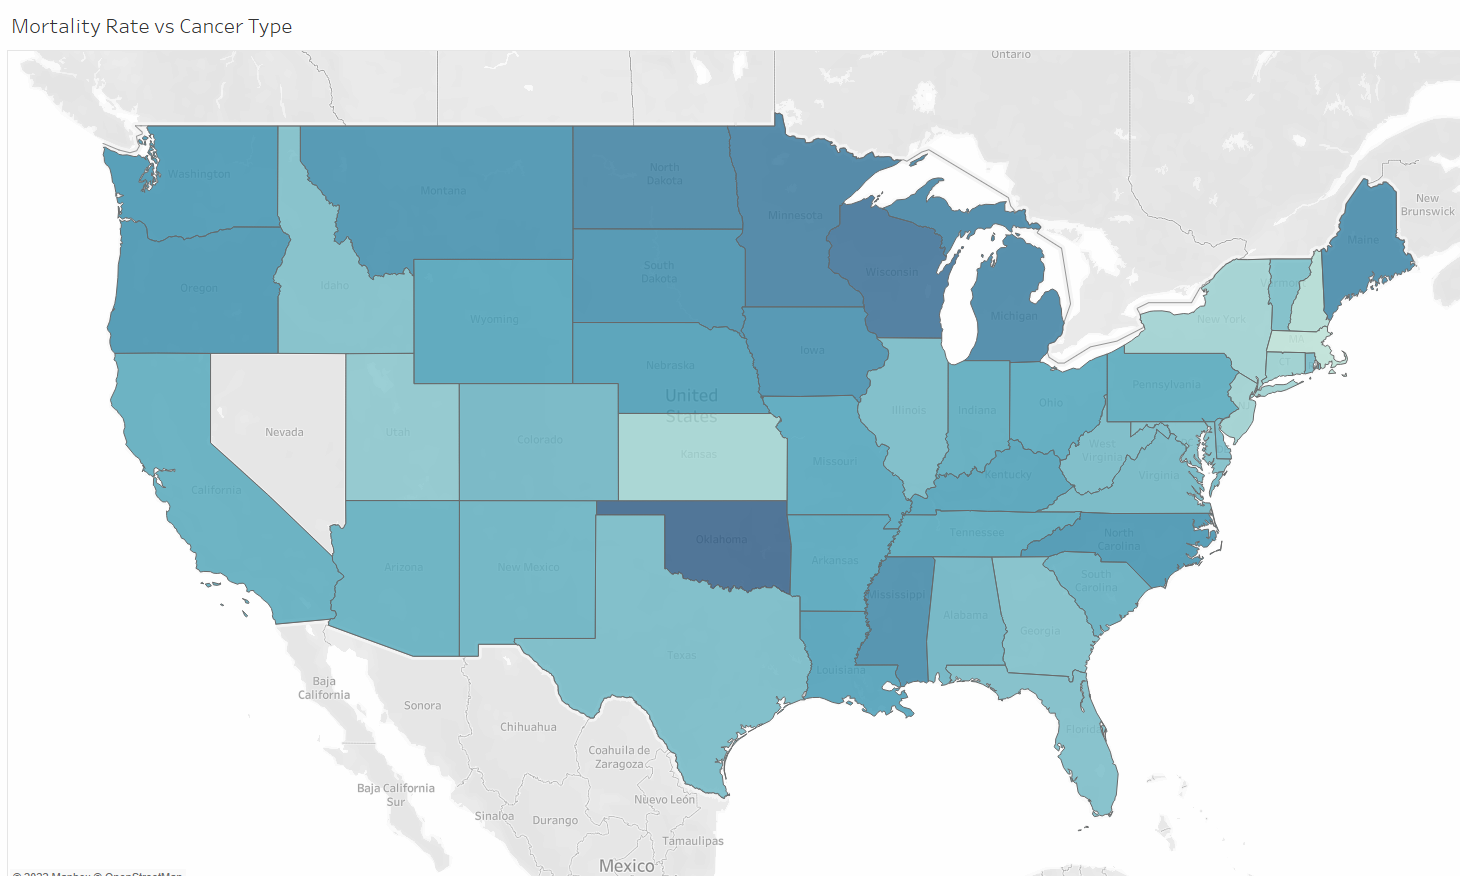 Mortality Rate vs Cancer Type
Ontario
New
Brunswick
Washington
Montana
North
Dakota
Minnesota
Maine
Oregon
Idaho
South
Dakota
Wisconsin
Michigan
Vermont
New York
Wyoming
Iowa
MA
CT
Nebraska
Pennsylvania
United
States
Nevada
Utah
Colorado
Kansas
Illinois
Indiana
Ohio
West
Virginia
Missouri
Kentucky
Virginia
California
Oklahoma
Tennessee
North
Carolina
Arizona
New Mexico
Arkansas
South
Carolina
Mississippi
Alabama
Georgia
Texas
Louisiana
Florida
Baja
California
Sonora
Chihuahua
Coahuila de
Zaragoza
Baja California
Sur
Nuevo León
Sinaloa
Durango
Tamaulipas
Mexico
© 2022 Mapbox © OpenStreetMap